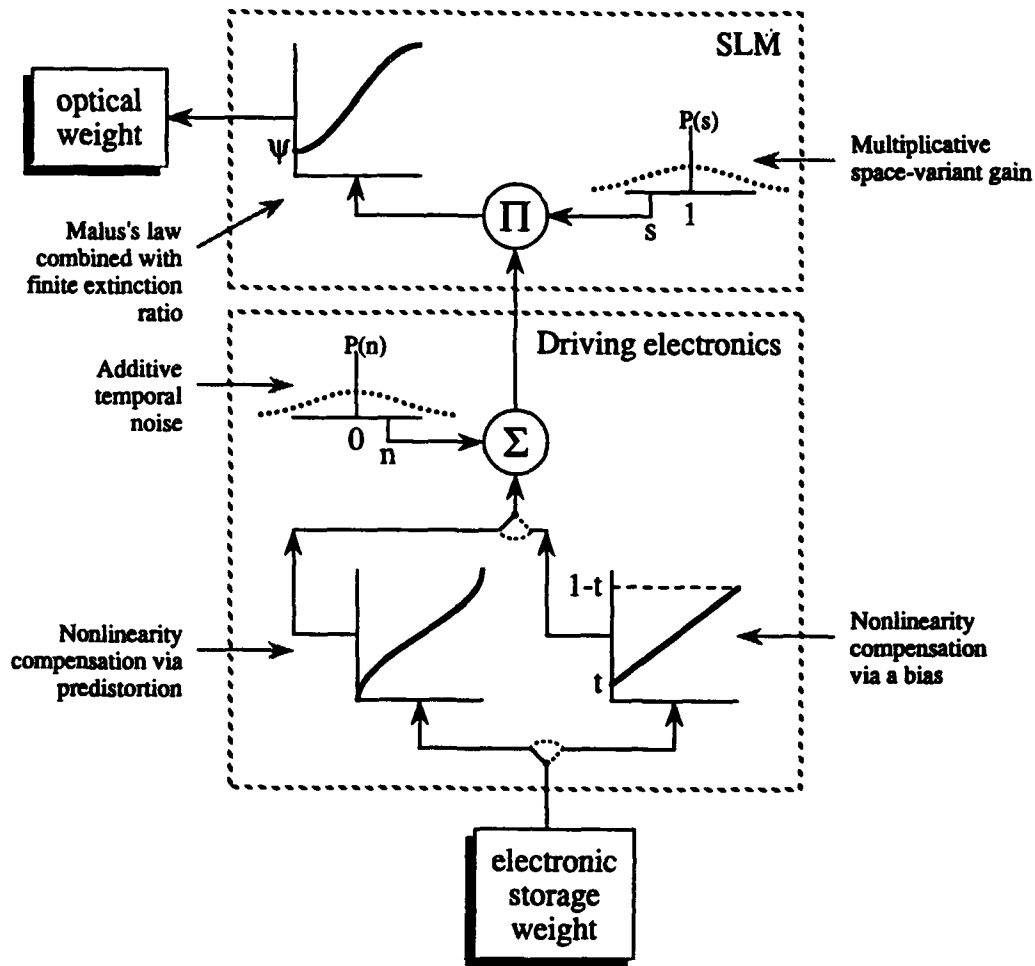 SLM
optical
weight
ψ
P(s)
s
1
Π
Multiplicative
space-variant gain
Malus's law
combined with
finite extinction
ratio
Driving electronics
P(n)
0
n
Σ
Additive
temporal
noise
1-t
t
Nonlinearity
compensation via
predistortion
Nonlinearity
compensation
via a bias
electronic
storage
weight